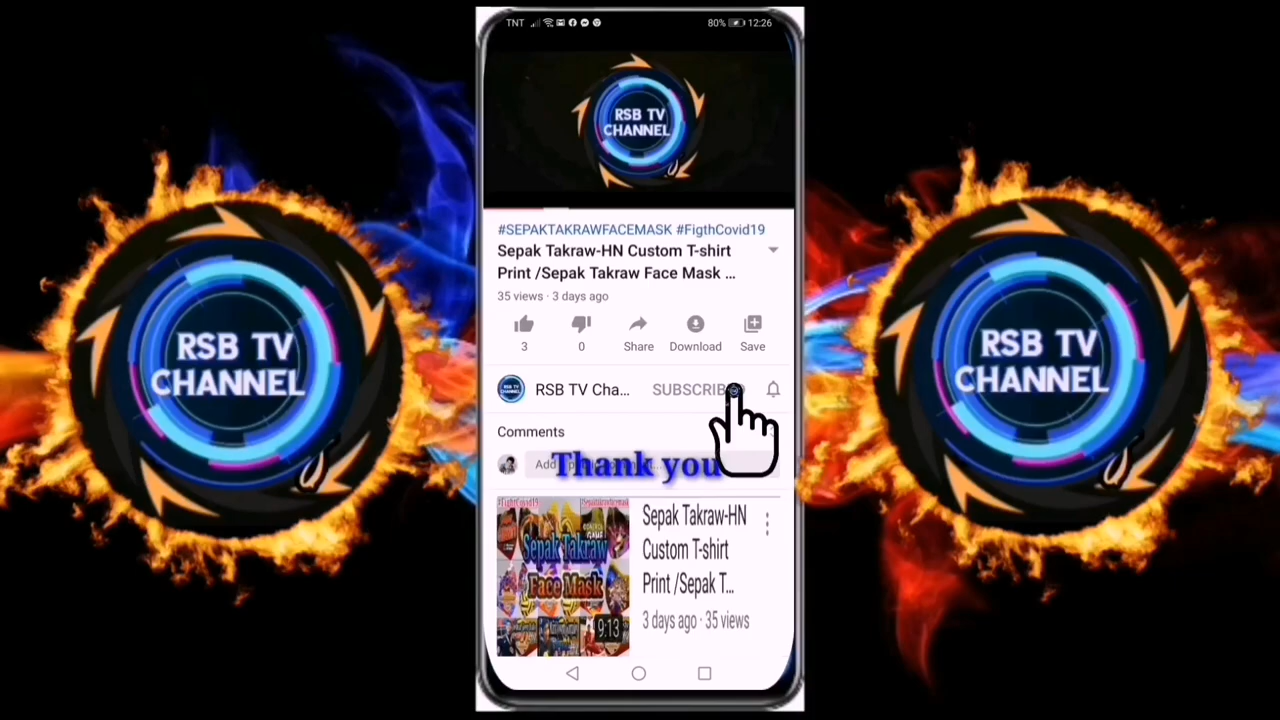 TNT
80%
12:26
RSB TV
CHANNEL
#SEPAKTAKRAWFACEMASK #FigthCovid19
Sepak Takraw-HN Custom T-shirt
Print /Sepak Takraw Face Mask ...
35 views · 3 days ago
3
0
Share
Download
Save
RSB TV Cha...
SUBSCRIB
Comments
Add
Thank you
#FightCovid19
Sepak Takraw
Face Mask
9:13
Sepak Takraw-HN
Custom T-shirt
Print /Sepak T...
3 days ago · 35 views
RSB TV
CHANNEL
RSB TV
CHANNEL